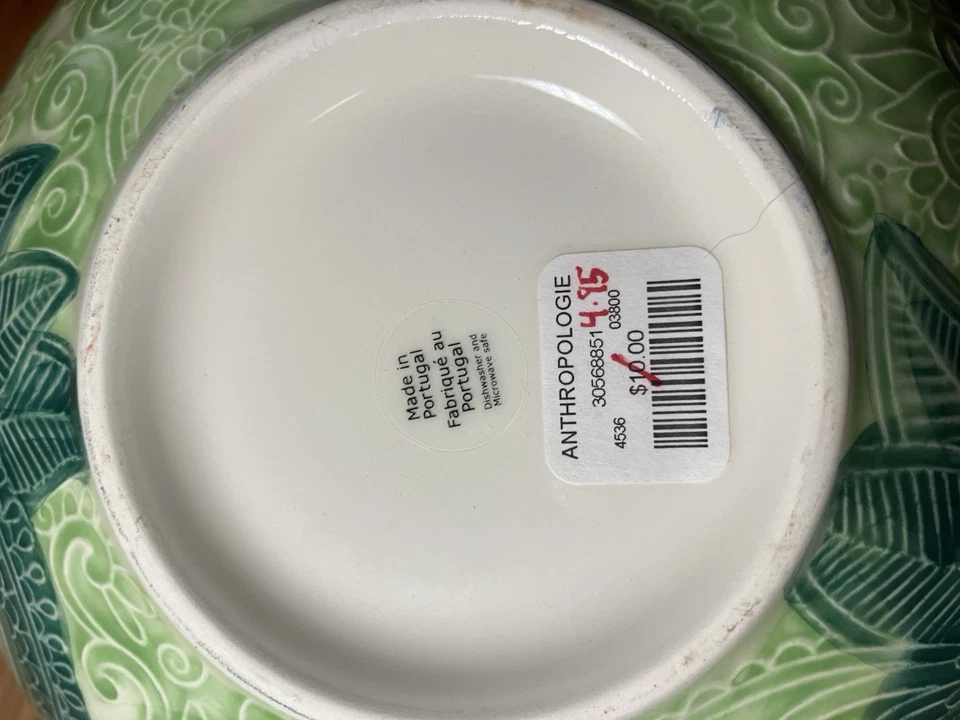 Made in
Portugal
Fabriqué au
Portugal
Dishwasher and
Microwave safe
ANTHROPOLOGIE
30568851 4.95
4536 03800
$10.00